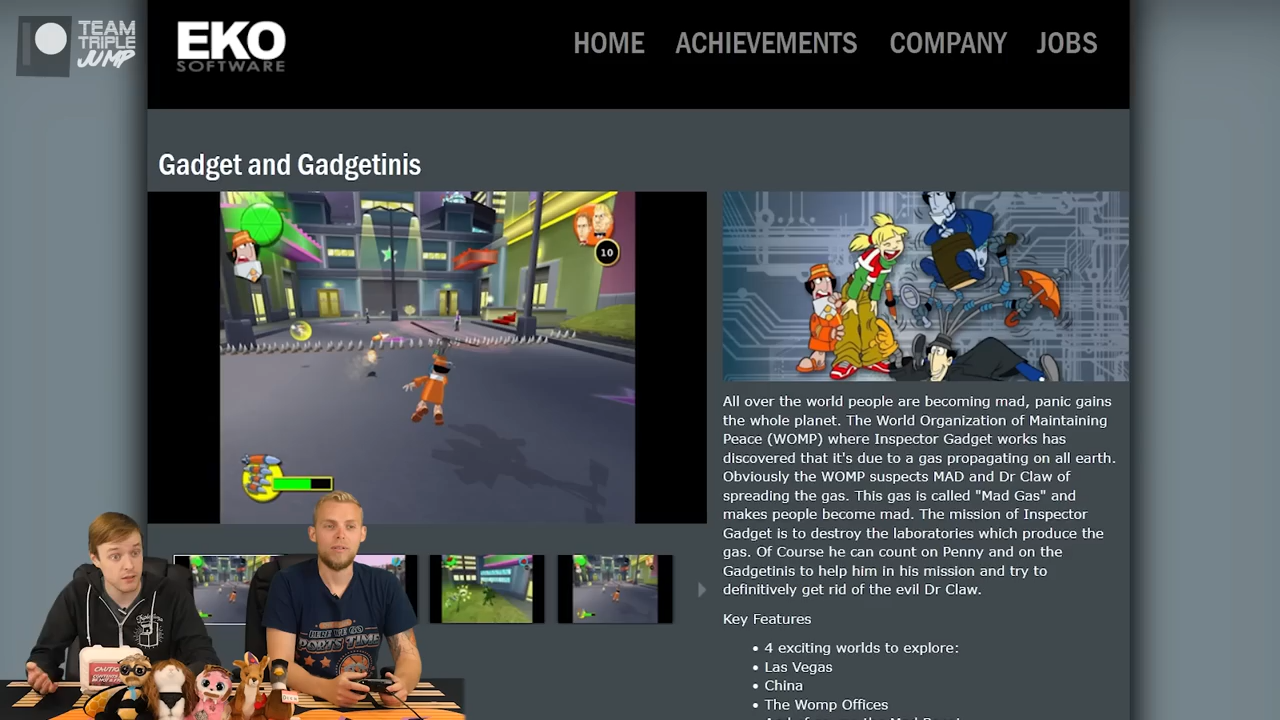 TEAM
TRIPLE
JUMP
EKO
SOFTWARE
HOME
ACHIEVEMENTS
COMPANY
JOBS
Gadget and Gadgetinis
10
All over the world people are becoming mad, panic gains
the whole planet. The World Organization of Maintaining
Peace (WOMP) where Inspector Gadget works has
discovered that it's due to a gas propagating on all earth.
Obviously the WOMP suspects MAD and Dr Claw of
spreading the gas. This gas is called "Mad Gas" and
makes people become mad. The mission of Inspector
Gadget is to destroy the laboratories which produce the
gas. Of Course he can count on Penny and on the
Gadgetinis to help him in his mission and try to
definitively get rid of the evil Dr Claw.
Key Features
• 4 exciting worlds to explore:
• Las Vegas
• China
• The Womp Offices
HERE WE GO
PORTS TIME
CAUTION